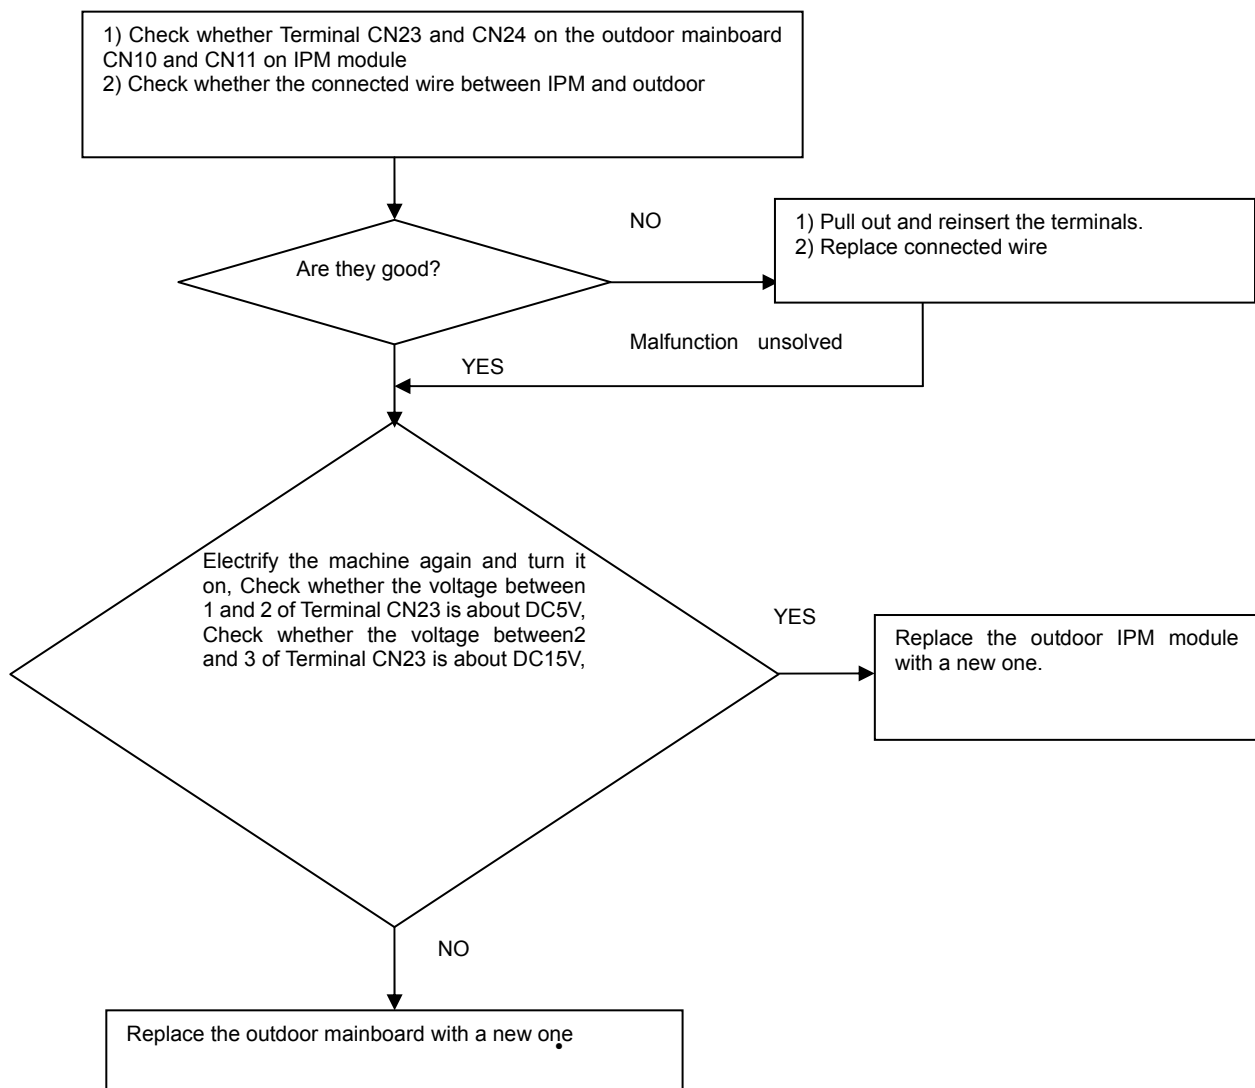 1) Check whether Terminal CN23 and CN24 on the outdoor mainboard
CN10 and CN11 on IPM module
2) Check whether the connected wire between IPM and outdoor
NO
1) Pull out and reinsert the terminals.
2) Replace connected wire
Are they good?
Malfunction unsolved
YES
Electrify the machine again and turn it
on, Check whether the voltage between
1 and 2 of Terminal CN23 is about DC5V,
Check whether the voltage between2
and 3 of Terminal CN23 is about DC15V,
YES
Replace the outdoor IPM module
with a new one.
NO
Replace the outdoor mainboard with a new one
.